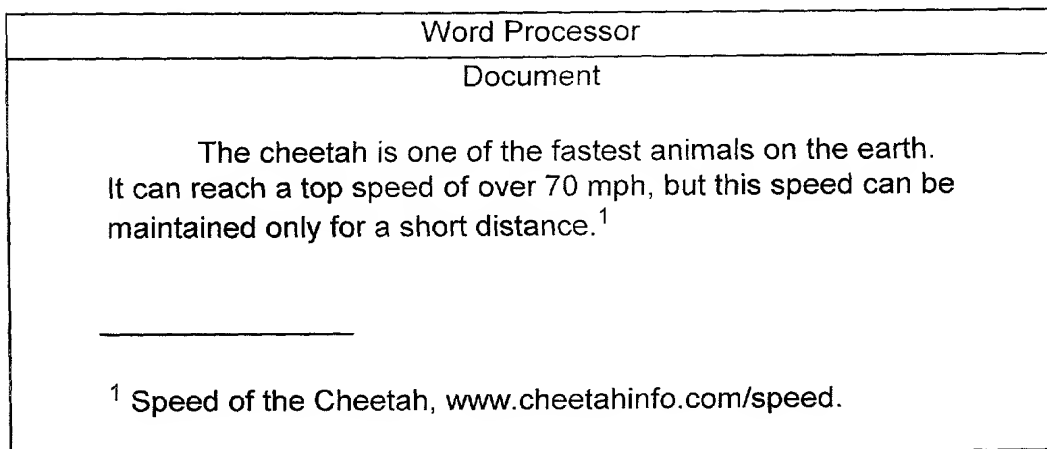 Word Processor
Document
The cheetah is one of the fastest animals on the earth.
It can reach a top speed of over 70 mph, but this speed can be
maintained only for a short distance.1
1 Speed of the Cheetah, www.cheetahinfo.com/speed.